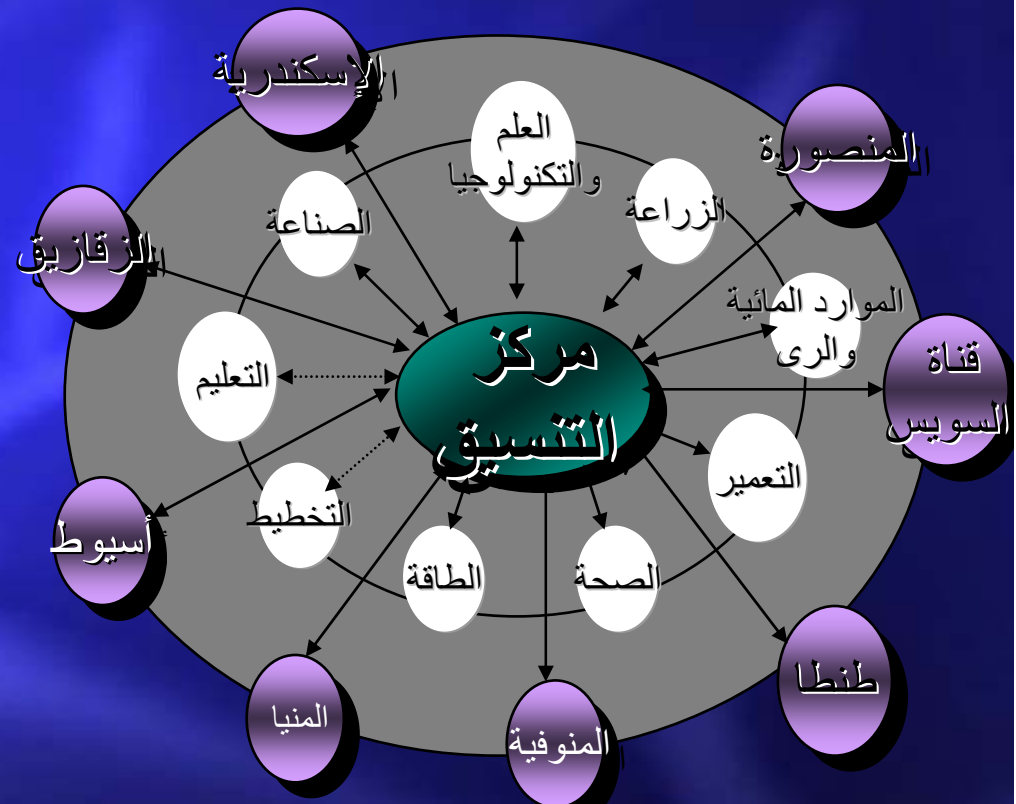 الإسكندرية
المنصورة
العلم
والتكنولوجيا
الزراعة
الصناعة
الزقازيق
الموارد المائية
والرى
قناة
السويس
مركز
التنسيق
التعليم
التعمير
التخطيط
أسيوط
الطاقة
الصحة
طنطا
المنيا
المنوفية